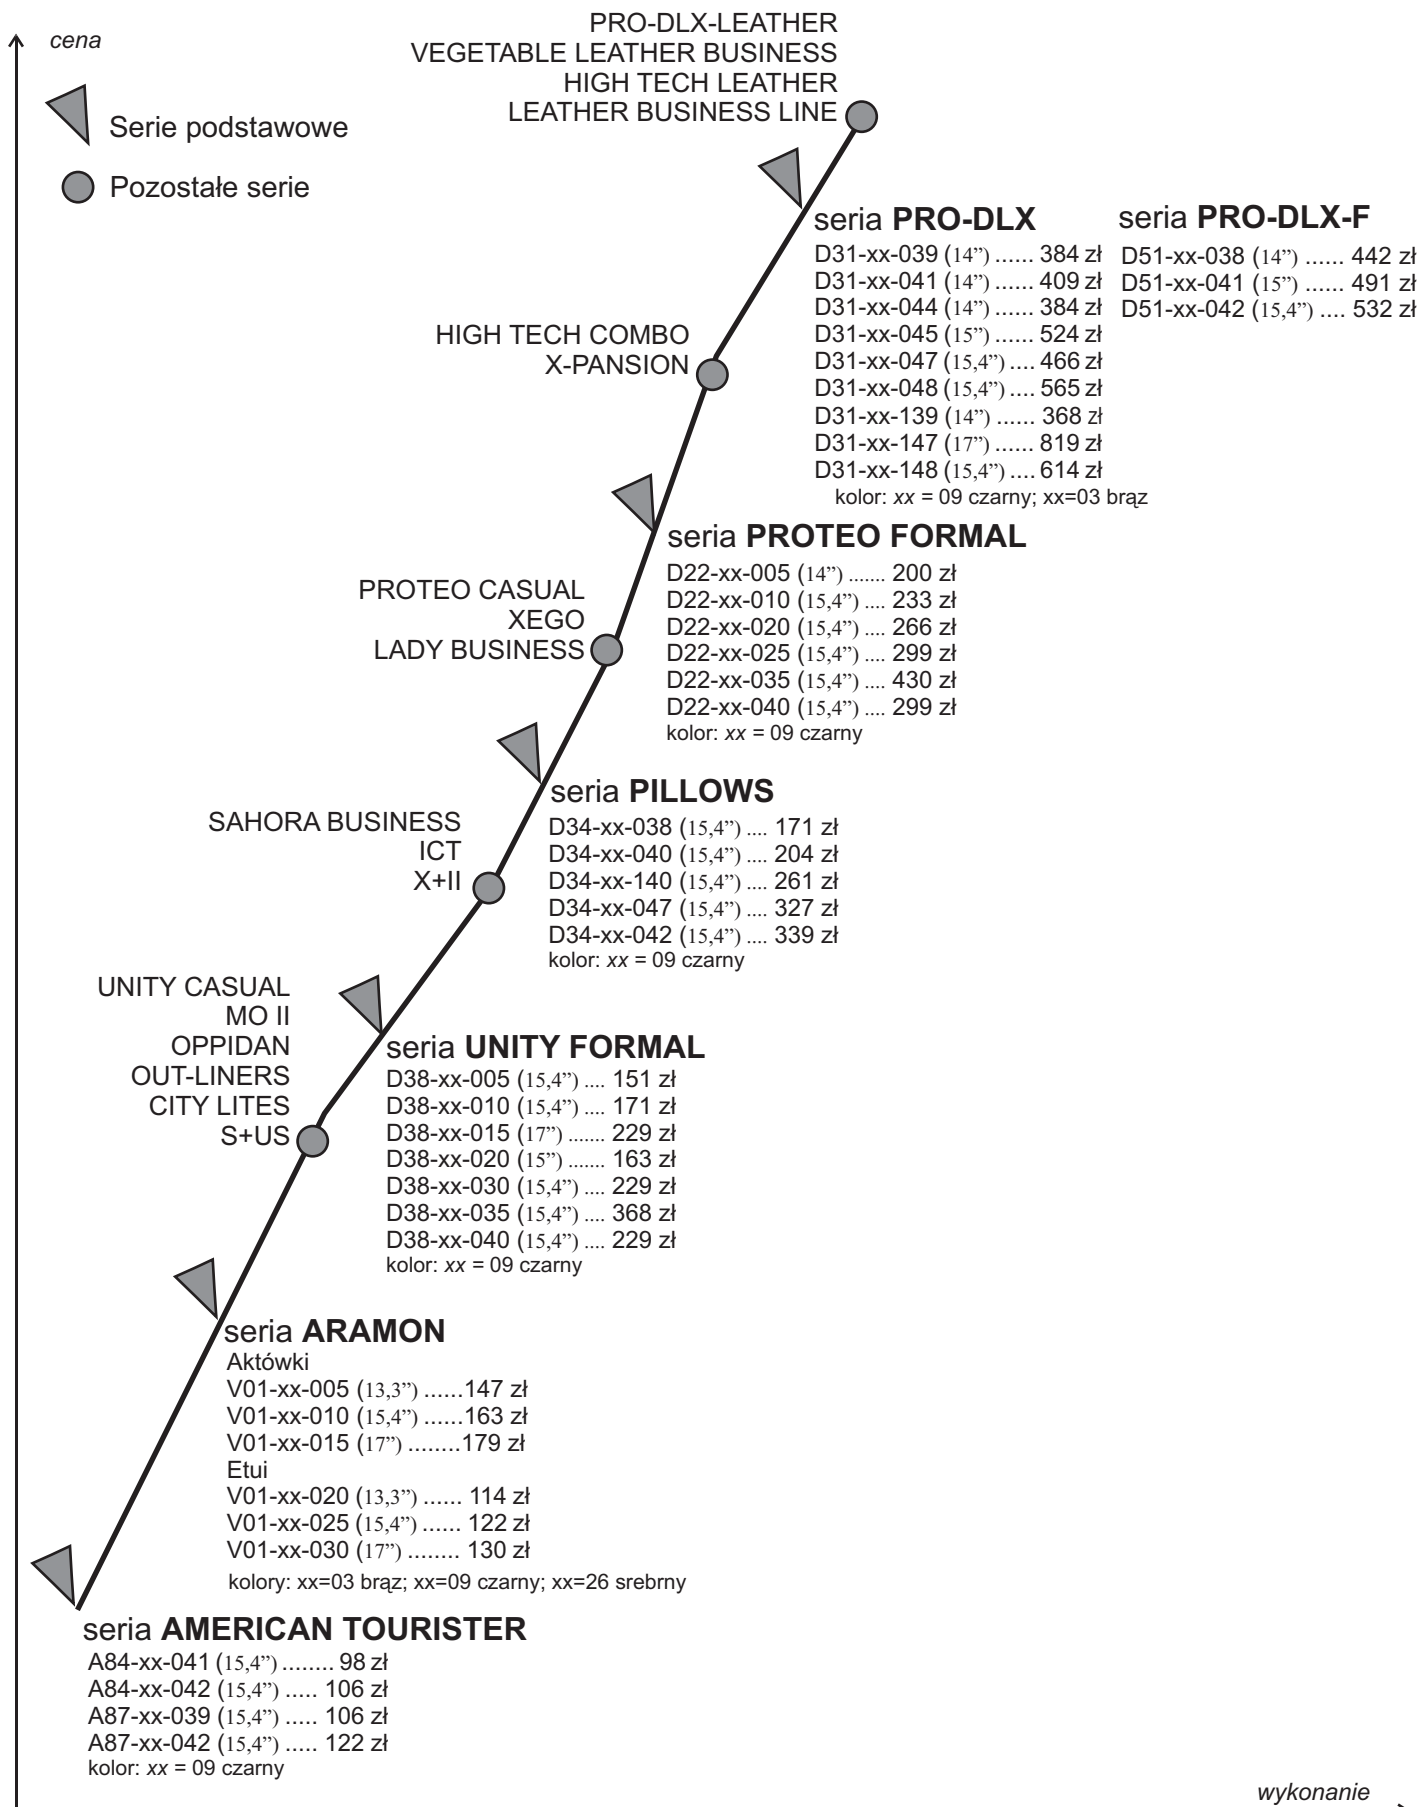 cena
Serie podstawowe
Pozostałe serie
PRO-DLX-LEATHER
VEGETABLE LEATHER BUSINESS
HIGH TECH LEATHER
LEATHER BUSINESS LINE
seria PRO-DLX
D31-xx-039 (14”) ...... 384 zł
D31-xx-041 (14”) ...... 409 zł
D31-xx-044 (14”) ...... 384 zł
D31-xx-045 (15”) ...... 524 zł
D31-xx-047 (15,4”) .... 466 zł
D31-xx-048 (15,4”) .... 565 zł
D31-xx-139 (14”) ...... 368 zł
D31-xx-147 (17”) ...... 819 zł
D31-xx-148 (15,4”) .... 614 zł
kolor: xx = 09 czarny; xx=03 brąz
seria PRO-DLX-F
D51-xx-038 (14”) ...... 442 zł
D51-xx-041 (15”) ...... 491 zł
D51-xx-042 (15,4”) .... 532 zł
HIGH TECH COMBO
X-PANSION
seria PROTEO FORMAL
D22-xx-005 (14”) ....... 200 zł
D22-xx-010 (15,4”) .... 233 zł
D22-xx-020 (15,4”) .... 266 zł
D22-xx-025 (15,4”) .... 299 zł
D22-xx-035 (15,4”) .... 430 zł
D22-xx-040 (15,4”) .... 299 zł
kolor: xx = 09 czarny
PROTEO CASUAL
XEGO
LADY BUSINESS
seria PILLOWS
D34-xx-038 (15,4”) .... 171 zł
D34-xx-040 (15,4”) .... 204 zł
D34-xx-140 (15,4”) .... 261 zł
D34-xx-047 (15,4”) .... 327 zł
D34-xx-042 (15,4”) .... 339 zł
kolor: xx = 09 czarny
SAHORA BUSINESS
ICT
X+II
seria UNITY FORMAL
D38-xx-005 (15,4”) .... 151 zł
D38-xx-010 (15,4”) .... 171 zł
D38-xx-015 (17”) ....... 229 zł
D38-xx-020 (15”) ....... 163 zł
D38-xx-030 (15,4”) .... 229 zł
D38-xx-035 (15,4”) .... 368 zł
D38-xx-040 (15,4”) .... 229 zł
kolor: xx = 09 czarny
UNITY CASUAL
MO II
OPPIDAN
OUT-LINERS
CITY LITES
S+US
seria ARAMON
Aktówki
V01-xx-005 (13,3”) ......147 zł
V01-xx-010 (15,4”) ......163 zł
V01-xx-015 (17”) ........179 zł
Etui
V01-xx-020 (13,3”) ...... 114 zł
V01-xx-025 (15,4”) ...... 122 zł
V01-xx-030 (17”) ........ 130 zł
kolory: xx=03 brąz; xx=09 czarny; xx=26 srebrny
seria AMERICAN TOURISTER
A84-xx-041 (15,4”) ........ 98 zł
A84-xx-042 (15,4”) ..... 106 zł
A87-xx-039 (15,4”) ..... 106 zł
A87-xx-042 (15,4”) ..... 122 zł
kolor: xx = 09 czarny
wykonanie